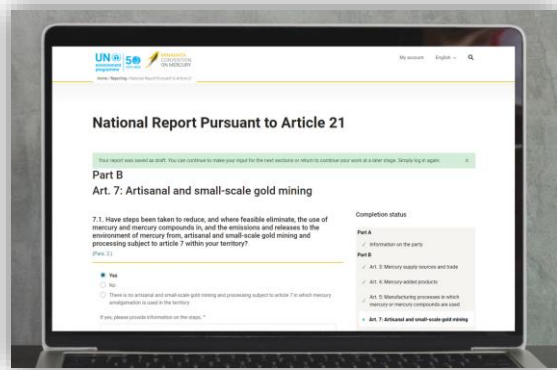 UN
environment
programme
50
MINAMATA
CONVENTION
ON MERCURY
My account English
Home / Reporting / National Report Pursuant to Article 21
National Report Pursuant to Article 21
Your report was saved as draft. You can continue to make your input for the next sections or return to continue your work at a later stage. Simply log in again. x
Part B
Art. 7: Artisanal and small-scale gold mining
7.1. Have steps been taken to reduce, and where feasible eliminate, the use of
mercury and mercury compounds in, and the emissions and releases to the
environment of mercury from, artisanal and small-scale gold mining and
processing subject to article 7 within your territory?
(Para. 2.)
Yes
No
There is no artisanal and small-scale gold mining and processing subject to article 7 in which mercury
amalgamation is used in the territory
If yes, please provide information on the steps. *
Completion status
Part A
✓ Information on the party
Part B
✓ Art. 3: Mercury supply sources and trade
✓ Art. 4: Mercury-added products
✓ Art. 5: Manufacturing processes in which
mercury or mercury compounds are used
Art. 7: Artisanal and small-scale gold mining